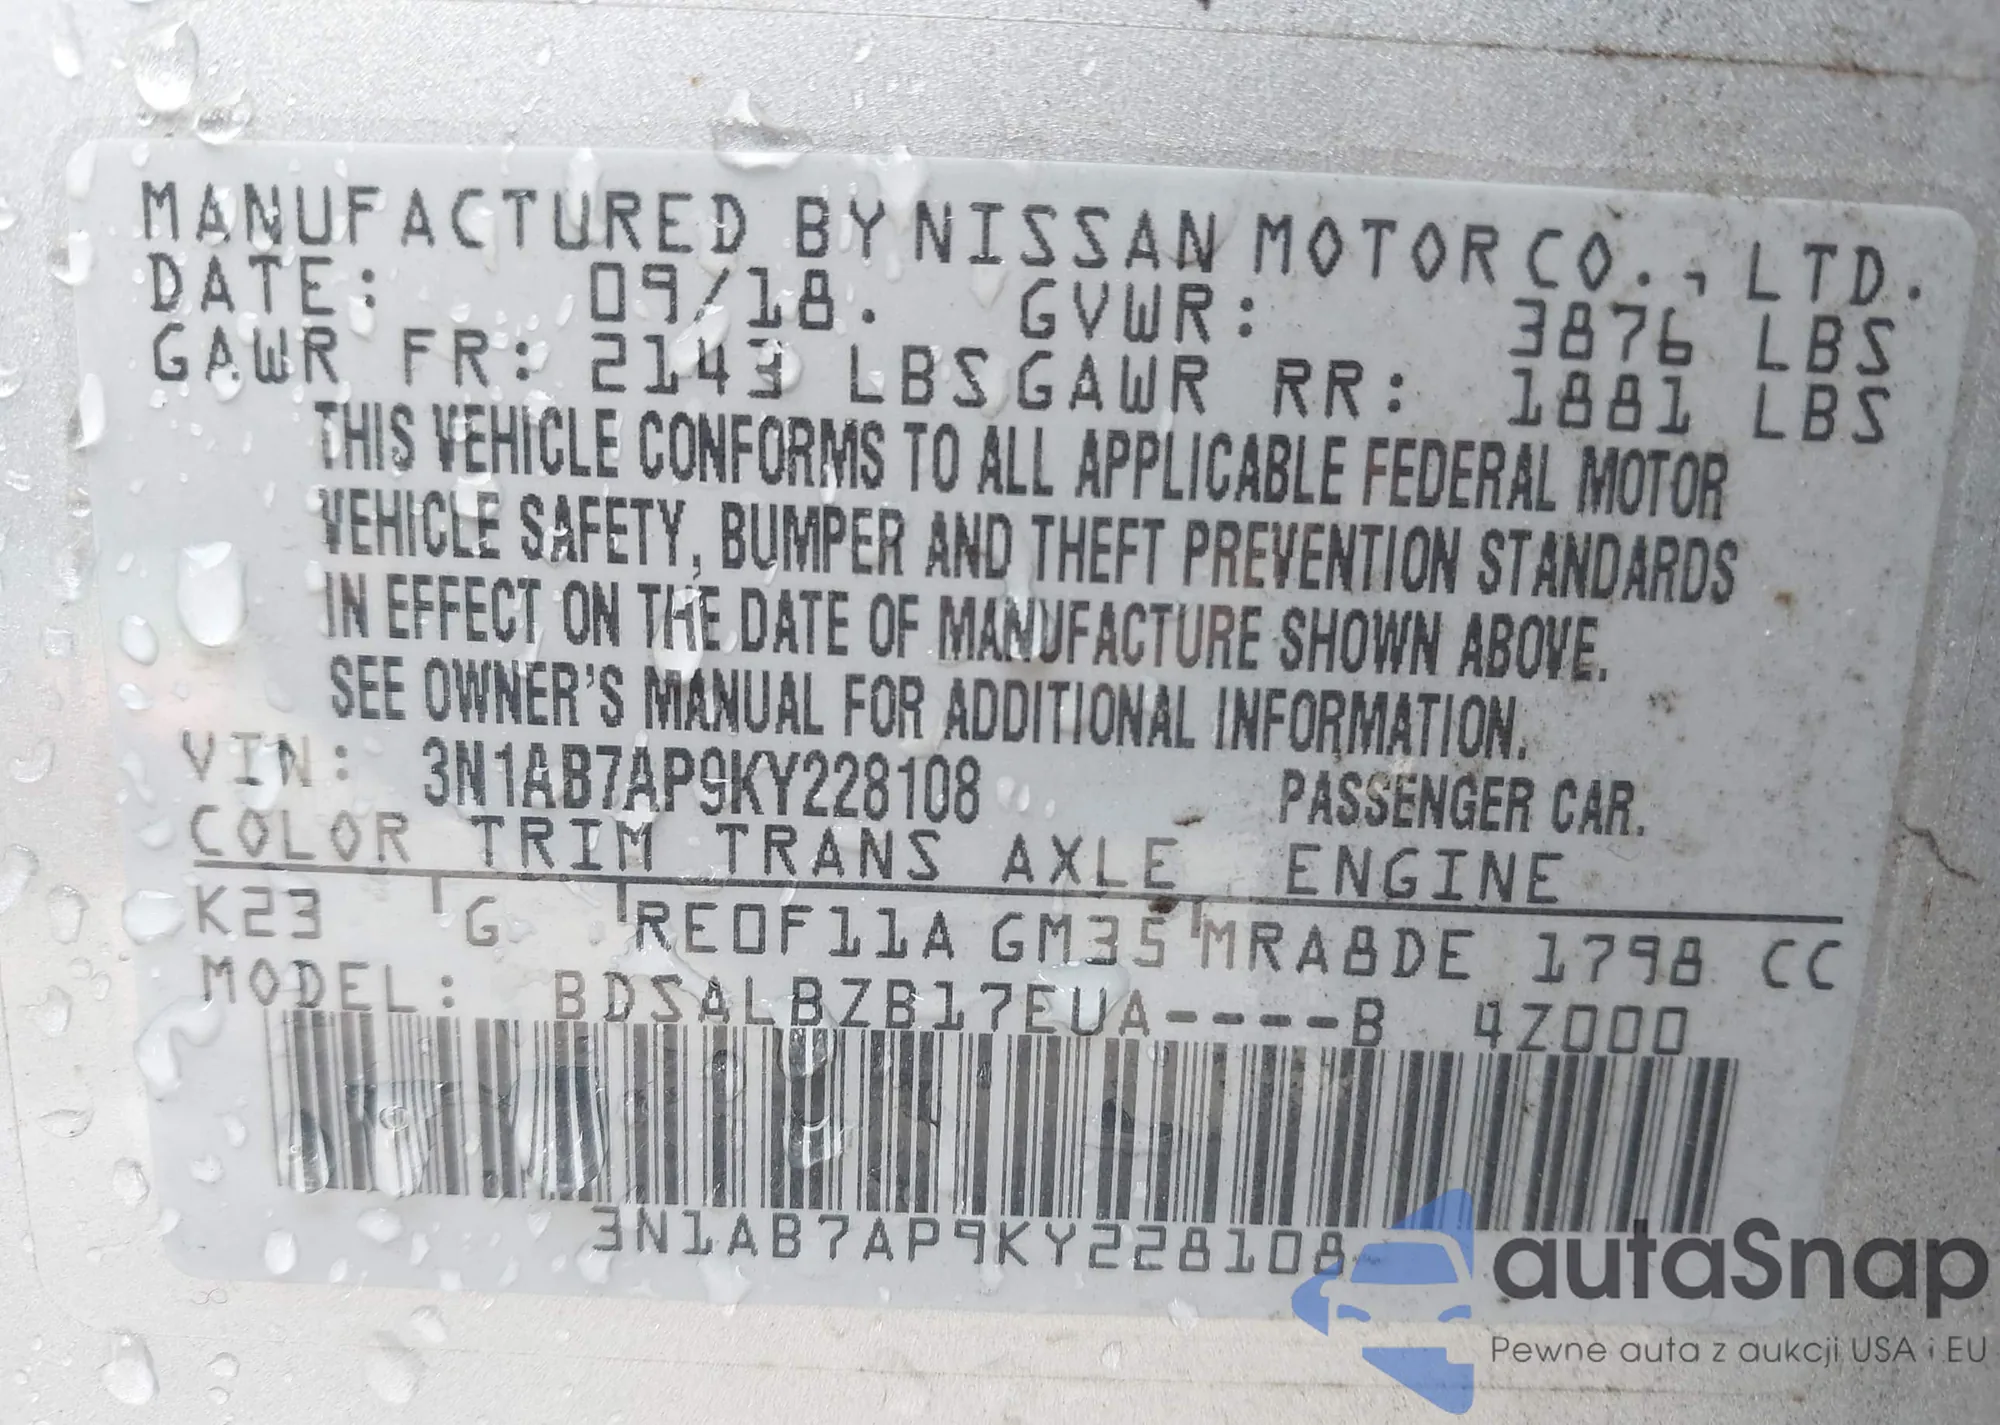 MANUFACTURED BY NISSAN MOTOR CO., LTD.
DATE: 09/18. GVWR: 3876 LBS
GAWR FR: 2143 LBS GAWR RR: 1881 LBS
THIS VEHICLE CONFORMS TO ALL APPLICABLE FEDERAL MOTOR
VEHICLE SAFETY, BUMPER AND THEFT PREVENTION STANDARDS
IN EFFECT ON THE DATE OF MANUFACTURE SHOWN ABOVE.
SEE OWNER'S MANUAL FOR ADDITIONAL INFORMATION.
VIN: 3N1AB7AP9KY228108 PASSENGER CAR.
COLOR TRIM TRANS AXLE ENGINE
K23 G RE0F11A GM35 MRA8DE 1798 CC
MODEL: BDSALBZB17EUA----B 4Z000
3N1AB7AP9KY228108
autaSnap
Pewne auta z aukcji USA i EU